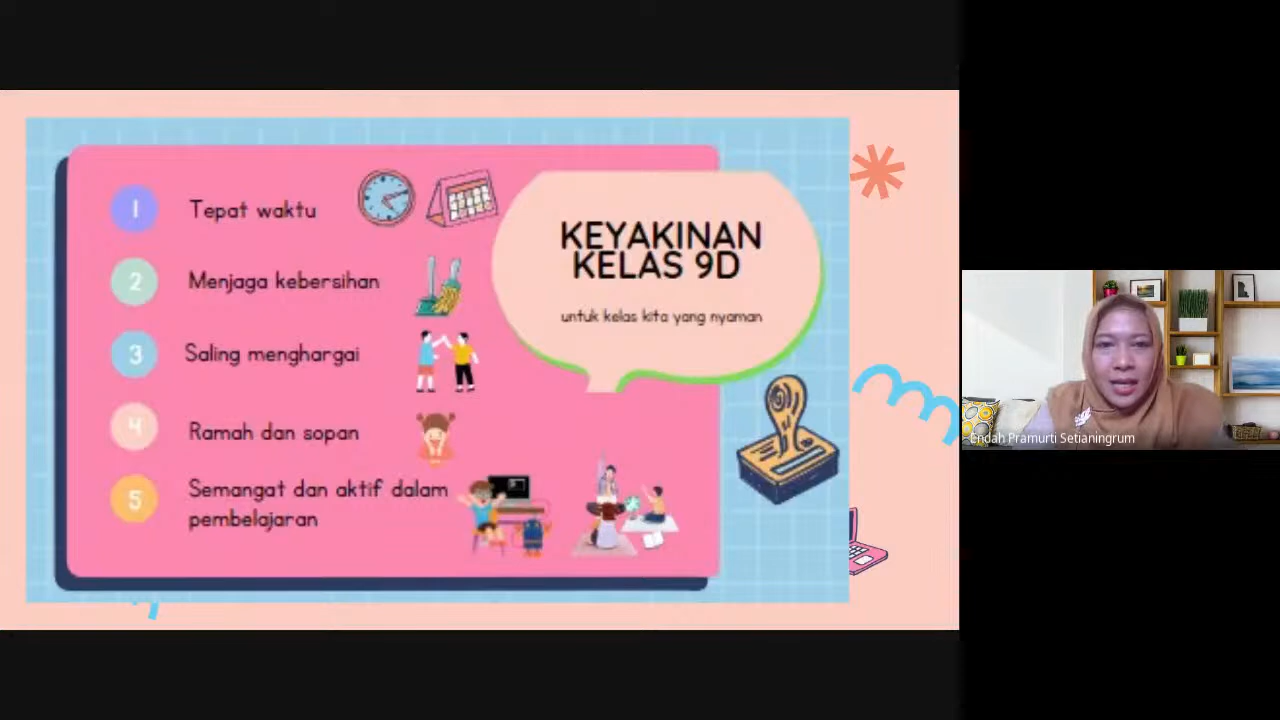 1 Tepat waktu
2 Menjaga kebersihan
3 Saling menghargai
4 Ramah dan sopan
5 Semangat dan aktif dalam
pembelajaran
KEYAKINAN
KELAS 9D
untuk kelas kita yang nyaman
Endah Pramurti Setianingrum